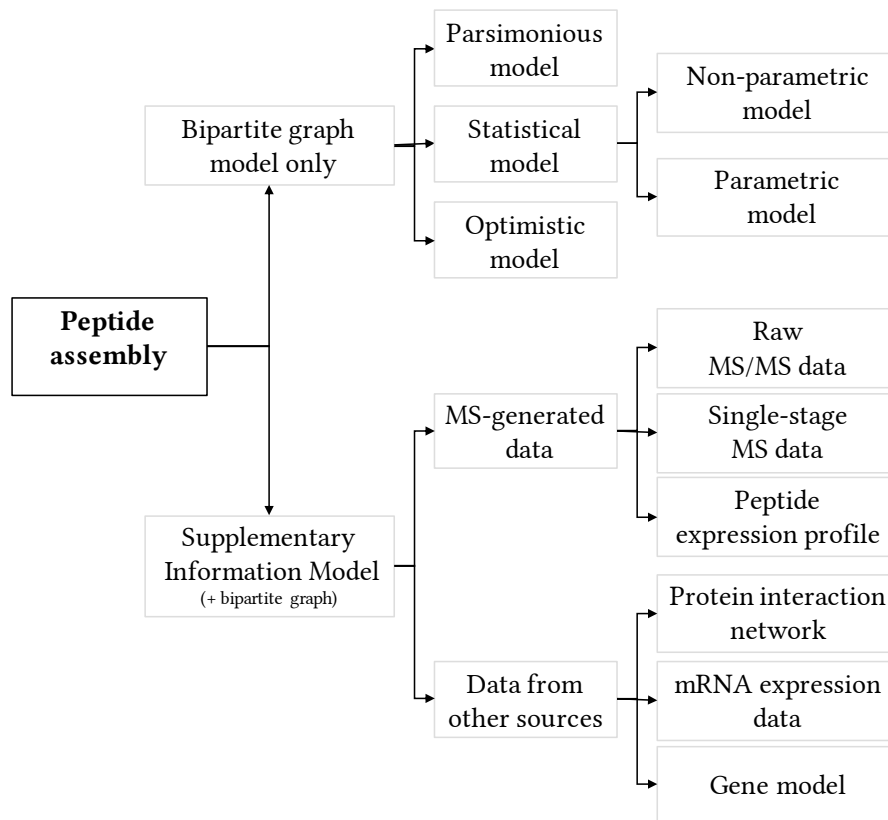 Parsimonious
model
Non-parametric
model
Bipartite graph
model only
Statistical
model
Parametric
model
Optimistic
model
Peptide
assembly
Raw
MS/MS data
MS-generated
data
Single-stage
MS data
Peptide
expression profile
Supplementary
Information Model
(+ bipartite graph)
Protein interaction
network
Data from
other sources
mRNA expression
data
Gene model